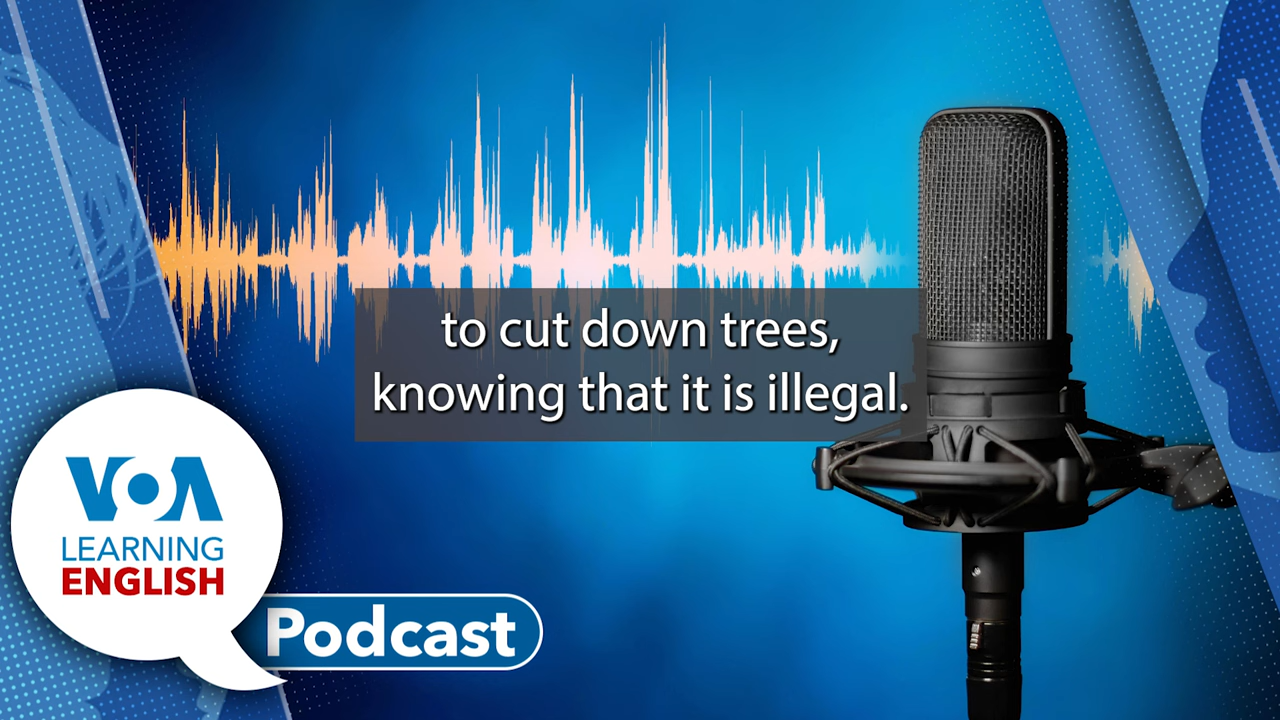 to cut down trees,
knowing that it is illegal.
VOA
LEARNING
ENGLISH
Podcast